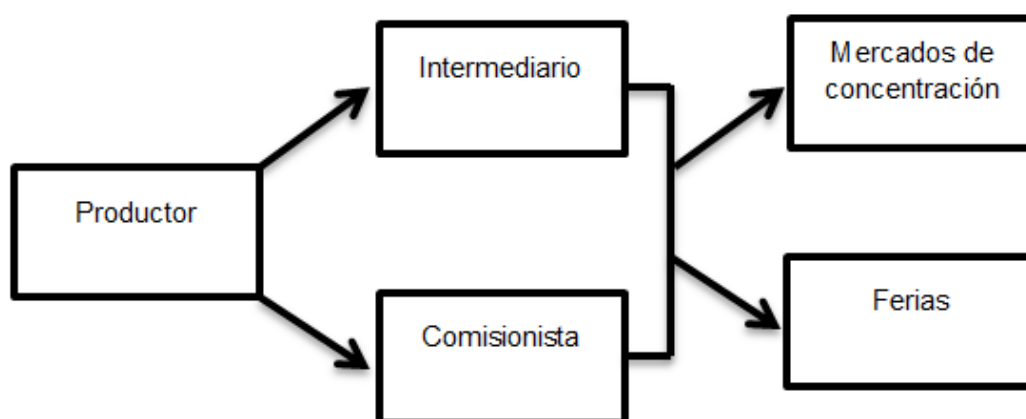 Productor
Intermediario
Comisionista
Mercados de
concentración
Ferias